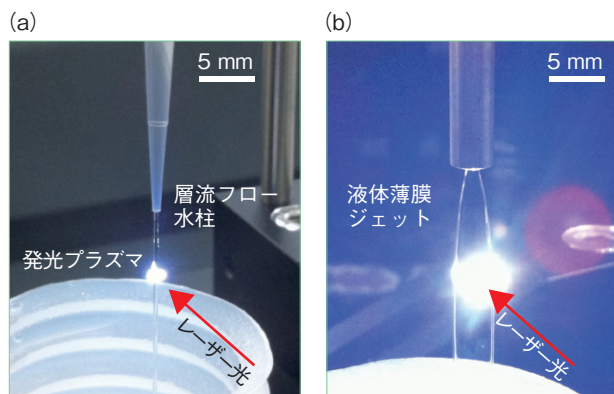 (a)
5 mm
層流フロー
水柱
発光プラズマ
レーザー光
(b)
5 mm
液体薄膜
ジェット
レーザー光